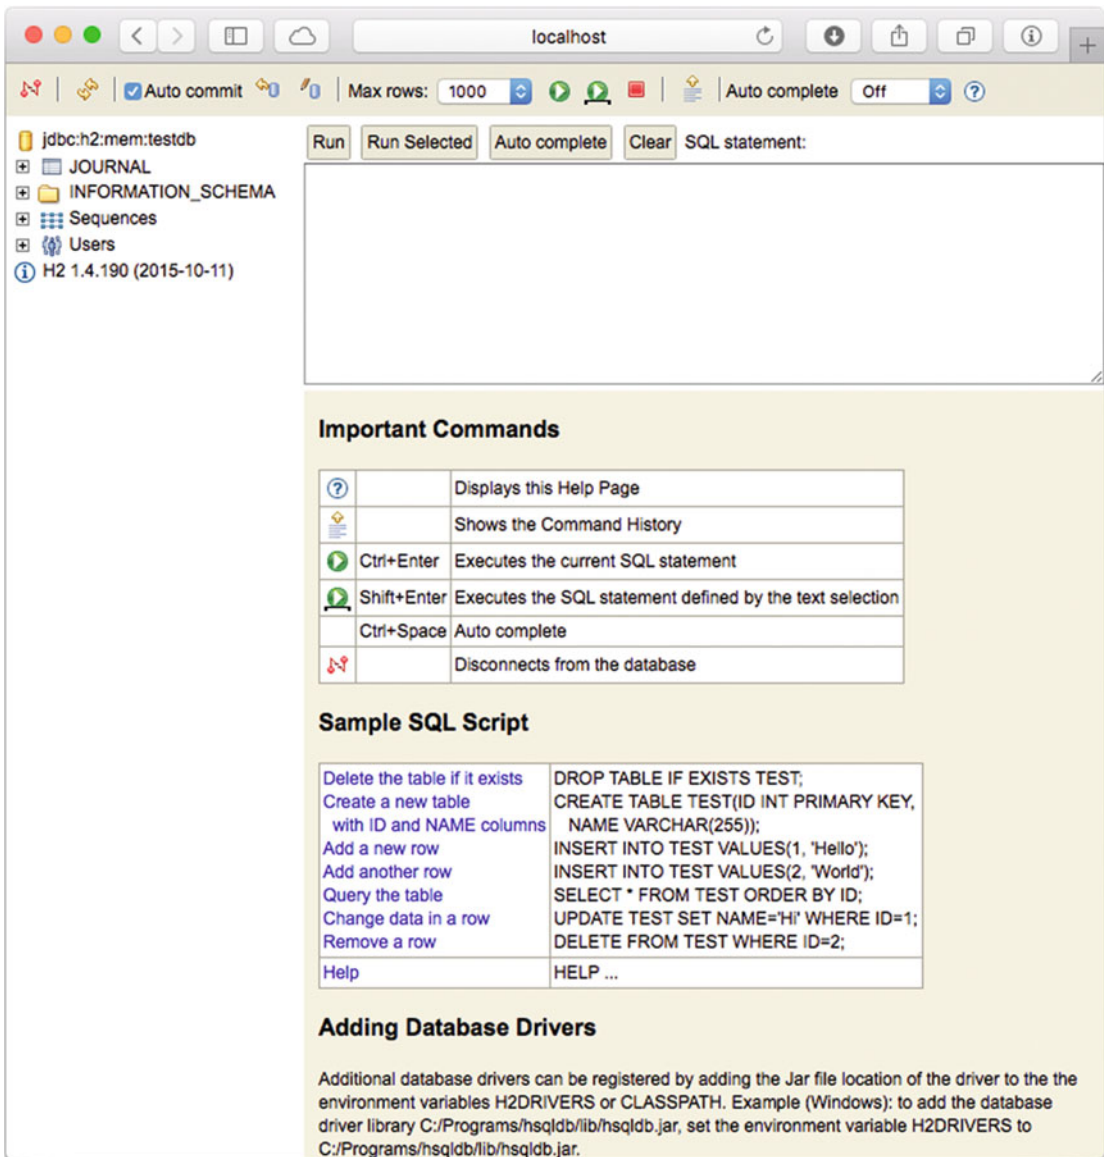 localhost
Auto commit Max rows: 1000 Auto complete Off
jdbc:h2:mem:testdb
JOURNAL
INFORMATION_SCHEMA
Sequences
Users
H2 1.4.190 (2015-10-11)
Run Run Selected Auto complete Clear SQL statement:
Important Commands
Displays this Help Page
Shows the Command History
Ctrl+Enter Executes the current SQL statement
Shift+Enter Executes the SQL statement defined by the text selection
Ctrl+Space Auto complete
Disconnects from the database
Sample SQL Script
Delete the table if it exists DROP TABLE IF EXISTS TEST;
Create a new table CREATE TABLE TEST(ID INT PRIMARY KEY,
with ID and NAME columns NAME VARCHAR(255));
Add a new row INSERT INTO TEST VALUES(1, 'Hello');
Add another row INSERT INTO TEST VALUES(2, 'World');
Query the table SELECT * FROM TEST ORDER BY ID;
Change data in a row UPDATE TEST SET NAME='Hi' WHERE ID=1;
Remove a row DELETE FROM TEST WHERE ID=2;
Help HELP ...
Adding Database Drivers
Additional database drivers can be registered by adding the Jar file location of the driver to the the
environment variables H2DRIVERS or CLASSPATH. Example (Windows): to add the database
driver library C:/Programs/hsqldb/lib/hsqldb.jar, set the environment variable H2DRIVERS to
C:/Programs/hsqldb/lib/hsqldb.jar.